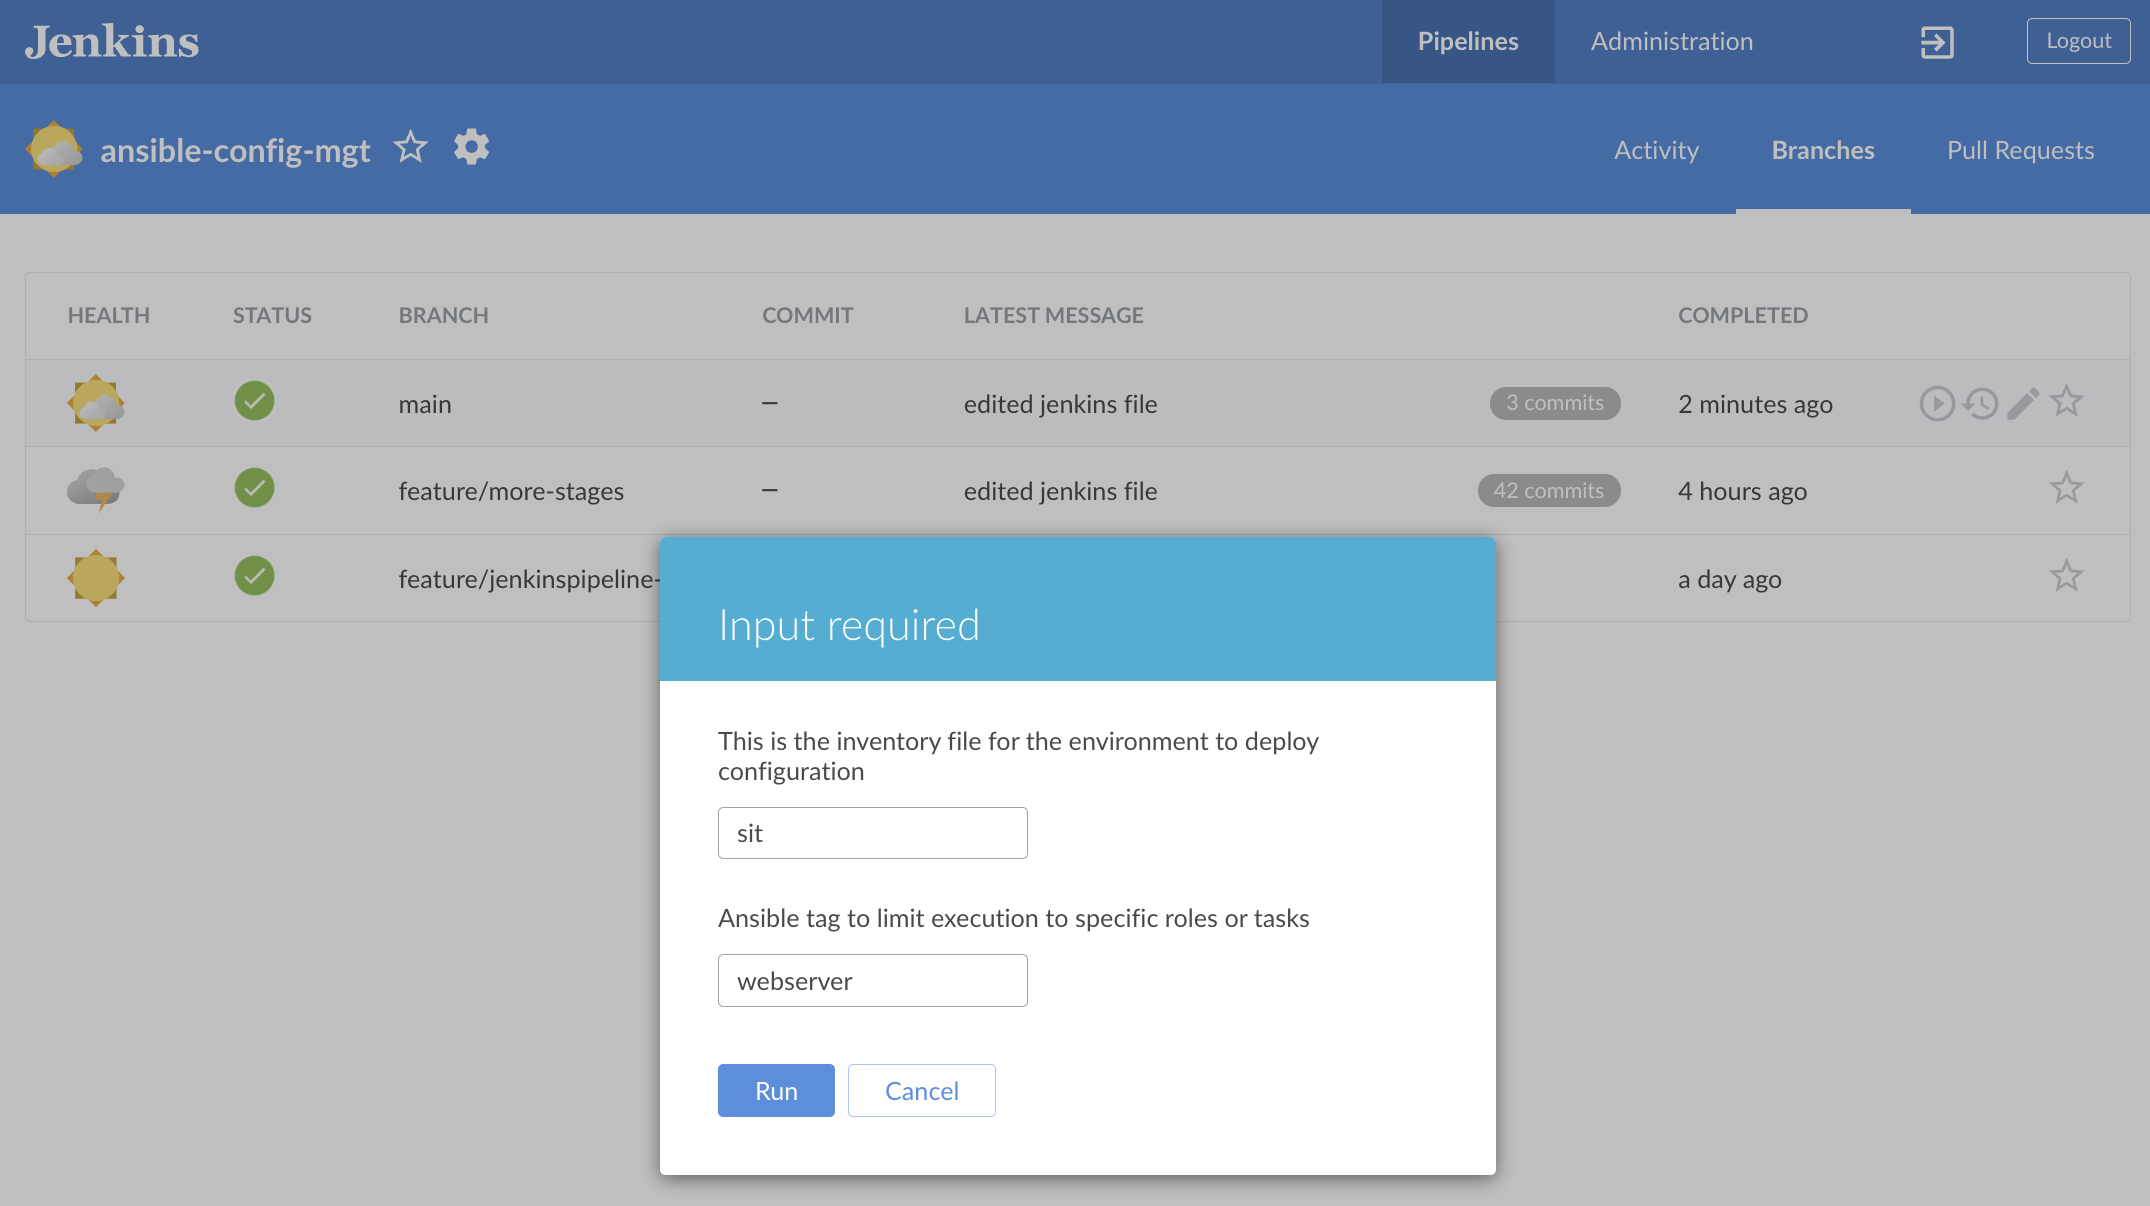 Jenkins
Pipelines
Administration
Logout
ansible-config-mgt
Activity
Branches
Pull Requests
HEALTH STATUS BRANCH COMMIT LATEST MESSAGE COMPLETED
main – edited jenkins file 3 commits 2 minutes ago
feature/more-stages – edited jenkins file 42 commits 4 hours ago
feature/jenkinspipeline- a day ago
Input required
This is the inventory file for the environment to deploy
configuration
sit
Ansible tag to limit execution to specific roles or tasks
webserver
Run Cancel